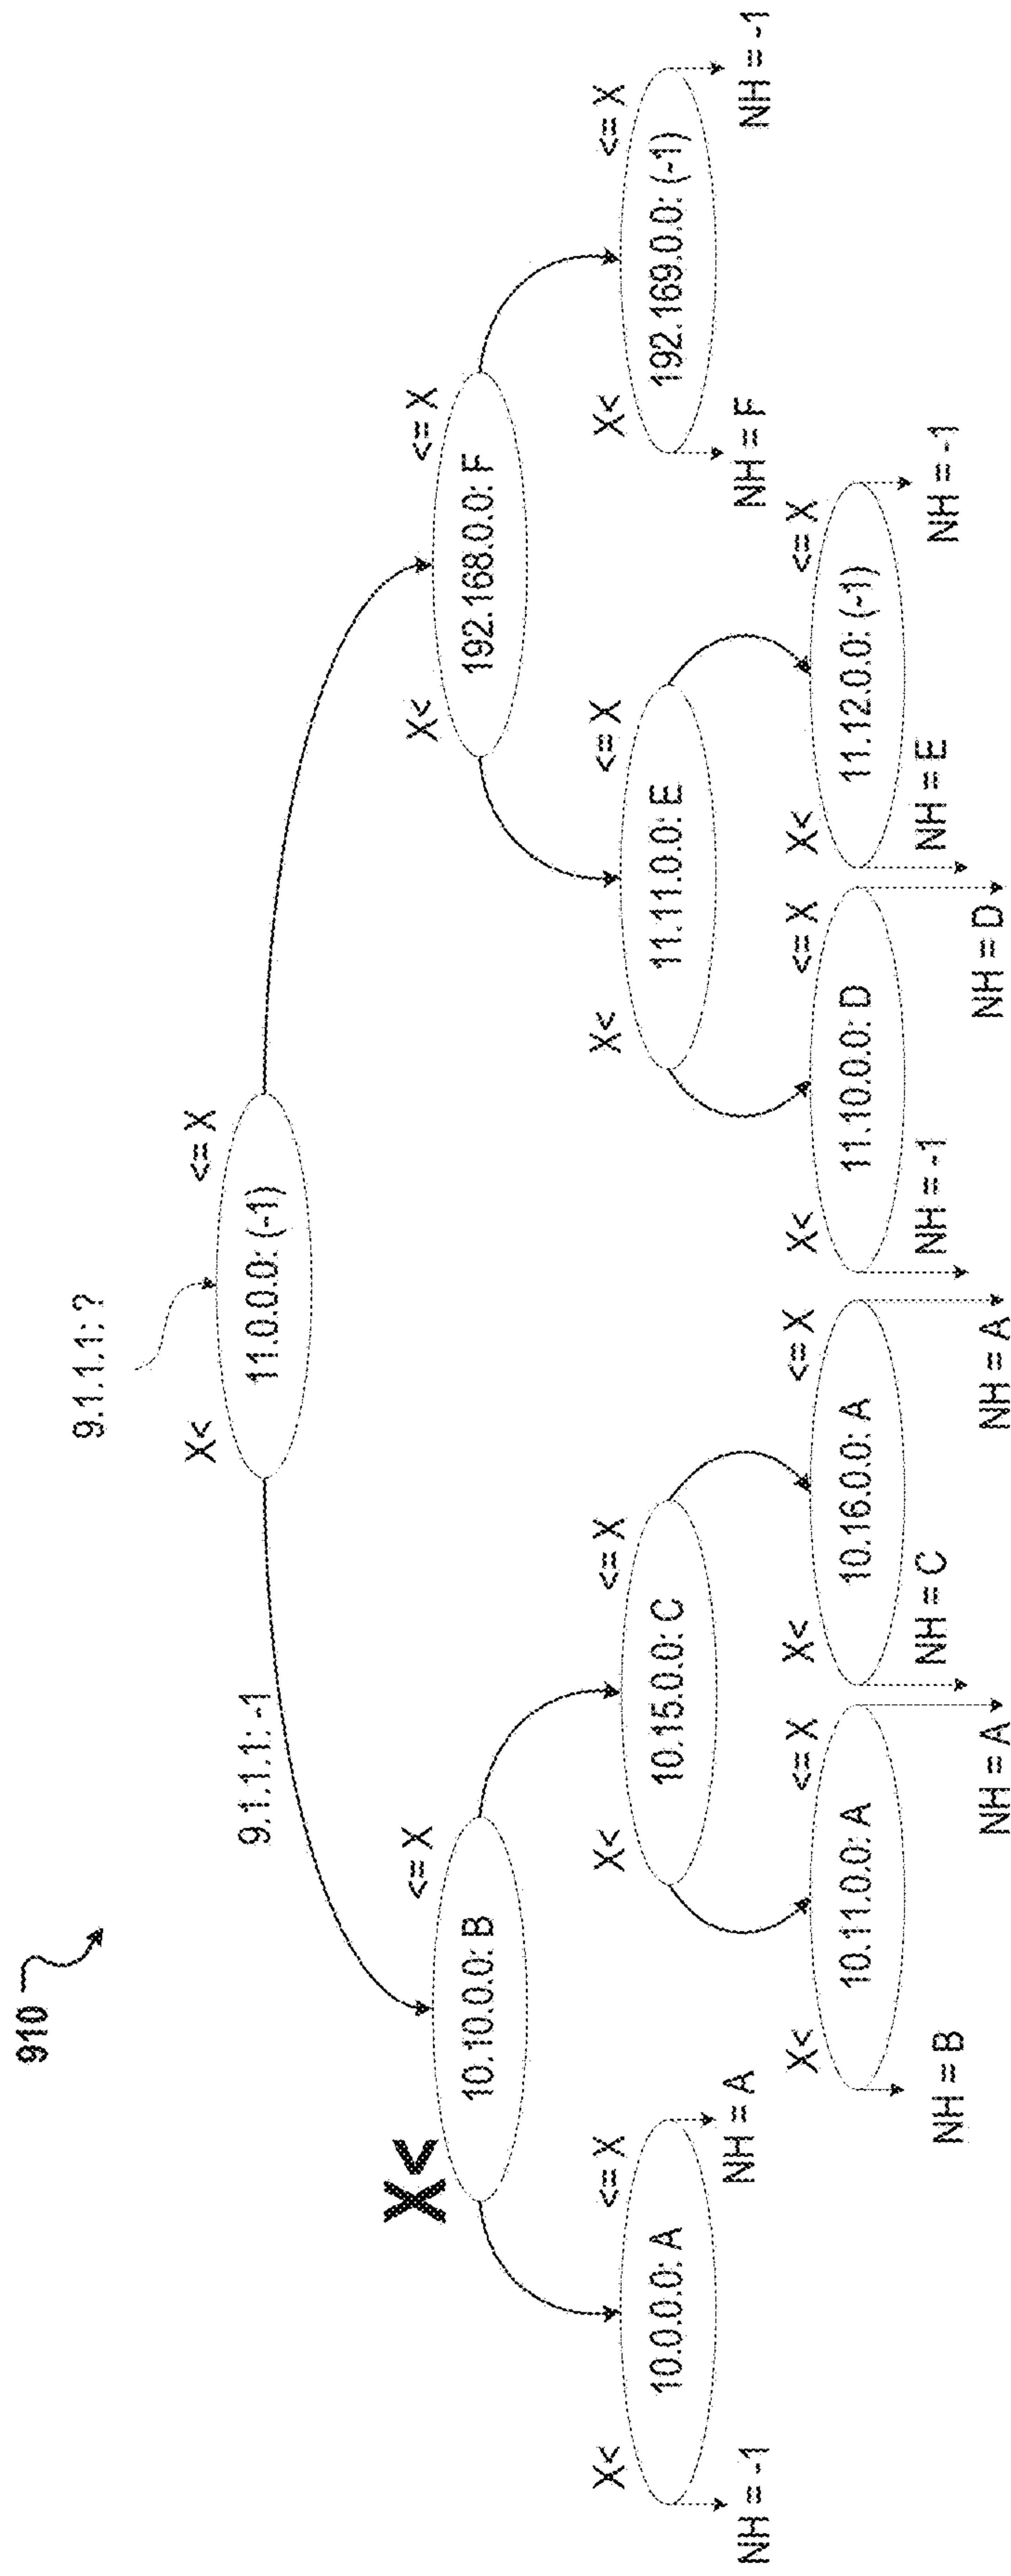 910
9.1.1.1: ?
X<
<= X
11.0.0.0: (-1)
9.1.1.1: -1
X<
<= X
10.10.0.0: B
X<
<= X
192.168.0.0: F
X<
<= X
10.0.0.0: A
NH = -1
NH = A
X<
<= X
10.15.0.0: C
X<
<= X
11.11.0.0: E
X<
<= X
192.169.0.0: (-1)
NH = F
NH = -1
X<
<= X
10.11.0.0: A
NH = B
NH = A
X<
<= X
10.16.0.0: A
NH = C
NH = A
X<
<= X
11.10.0.0: D
NH = -1
NH = D
X<
<= X
11.12.0.0: (-1)
NH = E
NH = -1